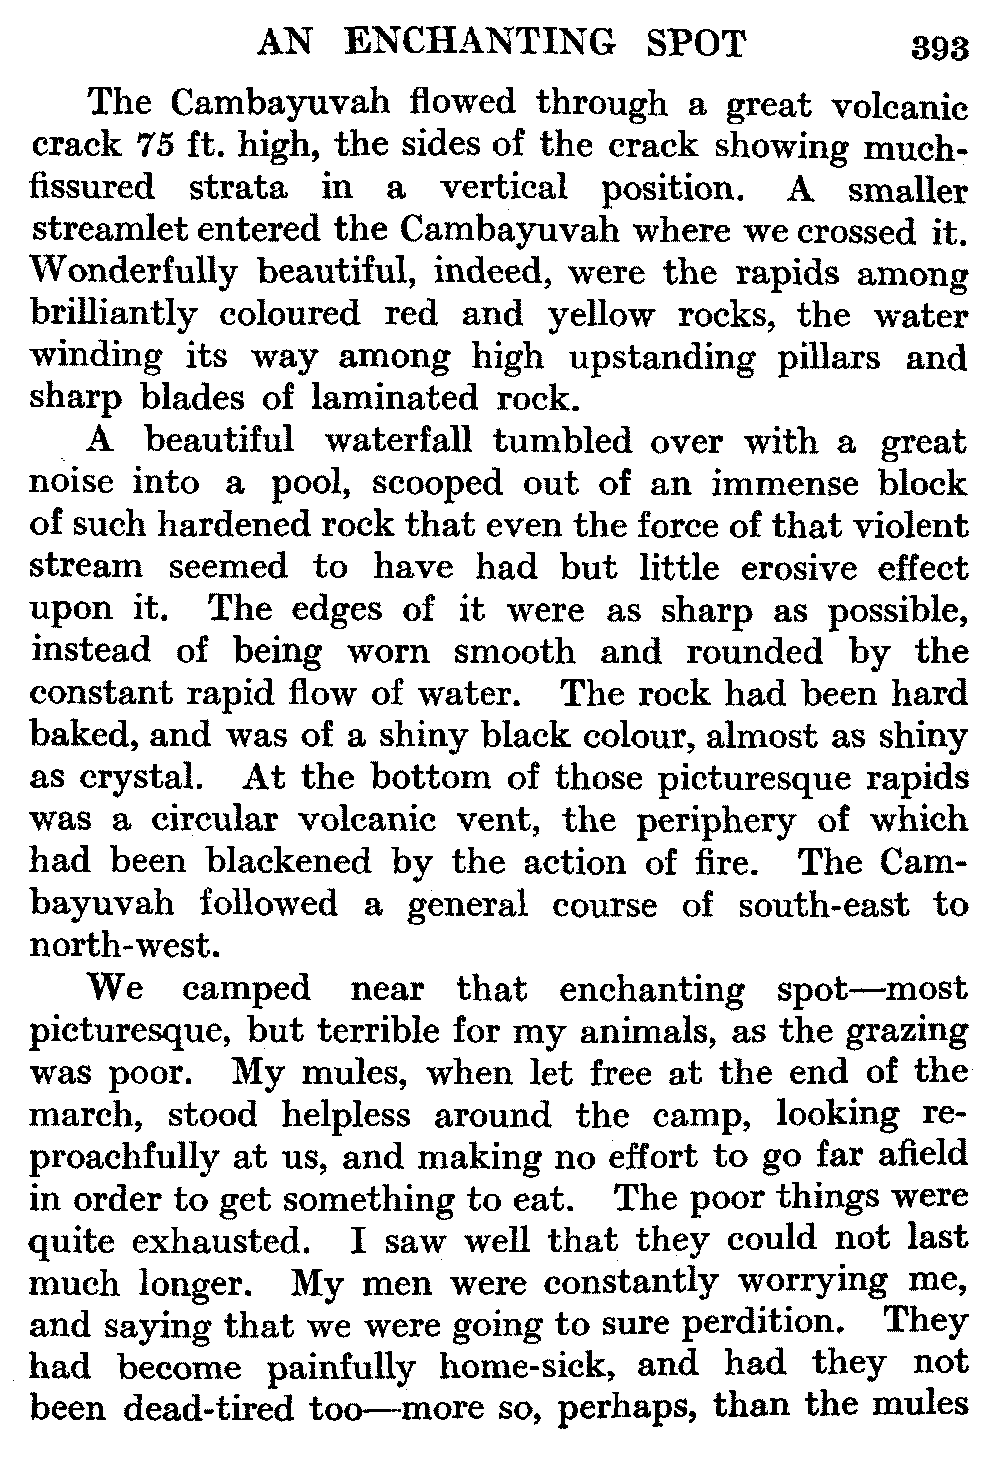 AN ENCHANTING SPOT 393
The Cambayuvah flowed through a great volcanic
crack 75 ft. high, the sides of the crack showing much-
fissured strata in a vertical position. A smaller
streamlet entered the Cambayuvah where we crossed it.
Wonderfully beautiful, indeed, were the rapids among
brilliantly coloured red and yellow rocks, the water
winding its way among high upstanding pillars and
sharp blades of laminated rock.
A beautiful waterfall tumbled over with a great
noise into a pool, scooped out of an immense block
of such hardened rock that even the force of that violent
stream seemed to have had but little erosive effect
upon it. The edges of it were as sharp as possible,
instead of being worn smooth and rounded by the
constant rapid flow of water. The rock had been hard
baked, and was of a shiny black colour, almost as shiny
as crystal. At the bottom of those picturesque rapids
was a circular volcanic vent, the periphery of which
had been blackened by the action of fire. The Cam-
bayuvah followed a general course of south-east to
north-west.
We camped near that enchanting spot—most
picturesque, but terrible for my animals, as the grazing
was poor. My mules, when let free at the end of the
march, stood helpless around the camp, looking re-
proachfully at us, and making no effort to go far afield
in order to get something to eat. The poor things were
quite exhausted. I saw well that they could not last
much longer. My men were constantly worrying me,
and saying that we were going to sure perdition. They
had become painfully home-sick, and had they not
been dead-tired too—more so, perhaps, than the mules